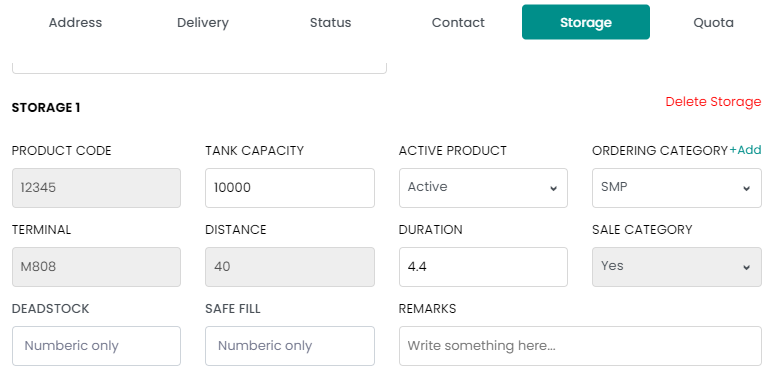 Address Delivery Status Contact Storage Quota
STORAGE 1 Delete Storage
PRODUCT CODE TANK CAPACITY ACTIVE PRODUCT ORDERING CATEGORY +Add
12345 10000 Active SMP
TERMINAL DISTANCE DURATION SALE CATEGORY
M808 40 4.4 Yes
DEADSTOCK SAFE FILL REMARKS
Numberic only Numberic only Write something here...